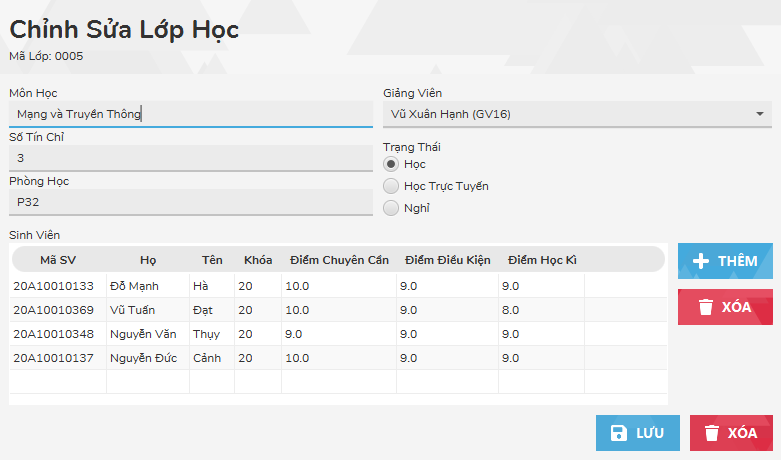 Chỉnh Sửa Lớp Học
Mã Lớp: 0005
Môn Học
Mạng và Truyền Thông
Số Tín Chỉ
3
Phòng Học
P32
Giảng Viên
Vũ Xuân Hạnh (GV16)
Trạng Thái
Học
Học Trực Tuyến
Nghỉ
Sinh Viên
Mã SV Họ Tên Khóa Điểm Chuyên Cần Điểm Điều Kiện Điểm Học Kì
20A10010133 Đỗ Mạnh Hà 20 10.0 9.0 9.0
20A10010369 Vũ Tuấn Đạt 20 10.0 9.0 8.0
20A10010348 Nguyễn Văn Thụy 20 9.0 9.0 9.0
20A10010137 Nguyễn Đức Cảnh 20 10.0 9.0 9.0
THÊM
XÓA
LƯU
XÓA